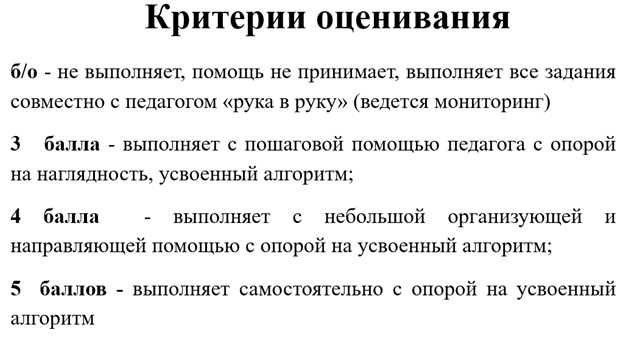 Критерии оценивания
б/о - не выполняет, помощь не принимает, выполняет все задания
совместно с педагогом «рука в руку» (ведется мониторинг)
3 балла - выполняет с пошаговой помощью педагога с опорой
на наглядность, усвоенный алгоритм;
4 балла - выполняет с небольшой организующей и
направляющей помощью с опорой на усвоенный алгоритм;
5 баллов - выполняет самостоятельно с опорой на усвоенный
алгоритм